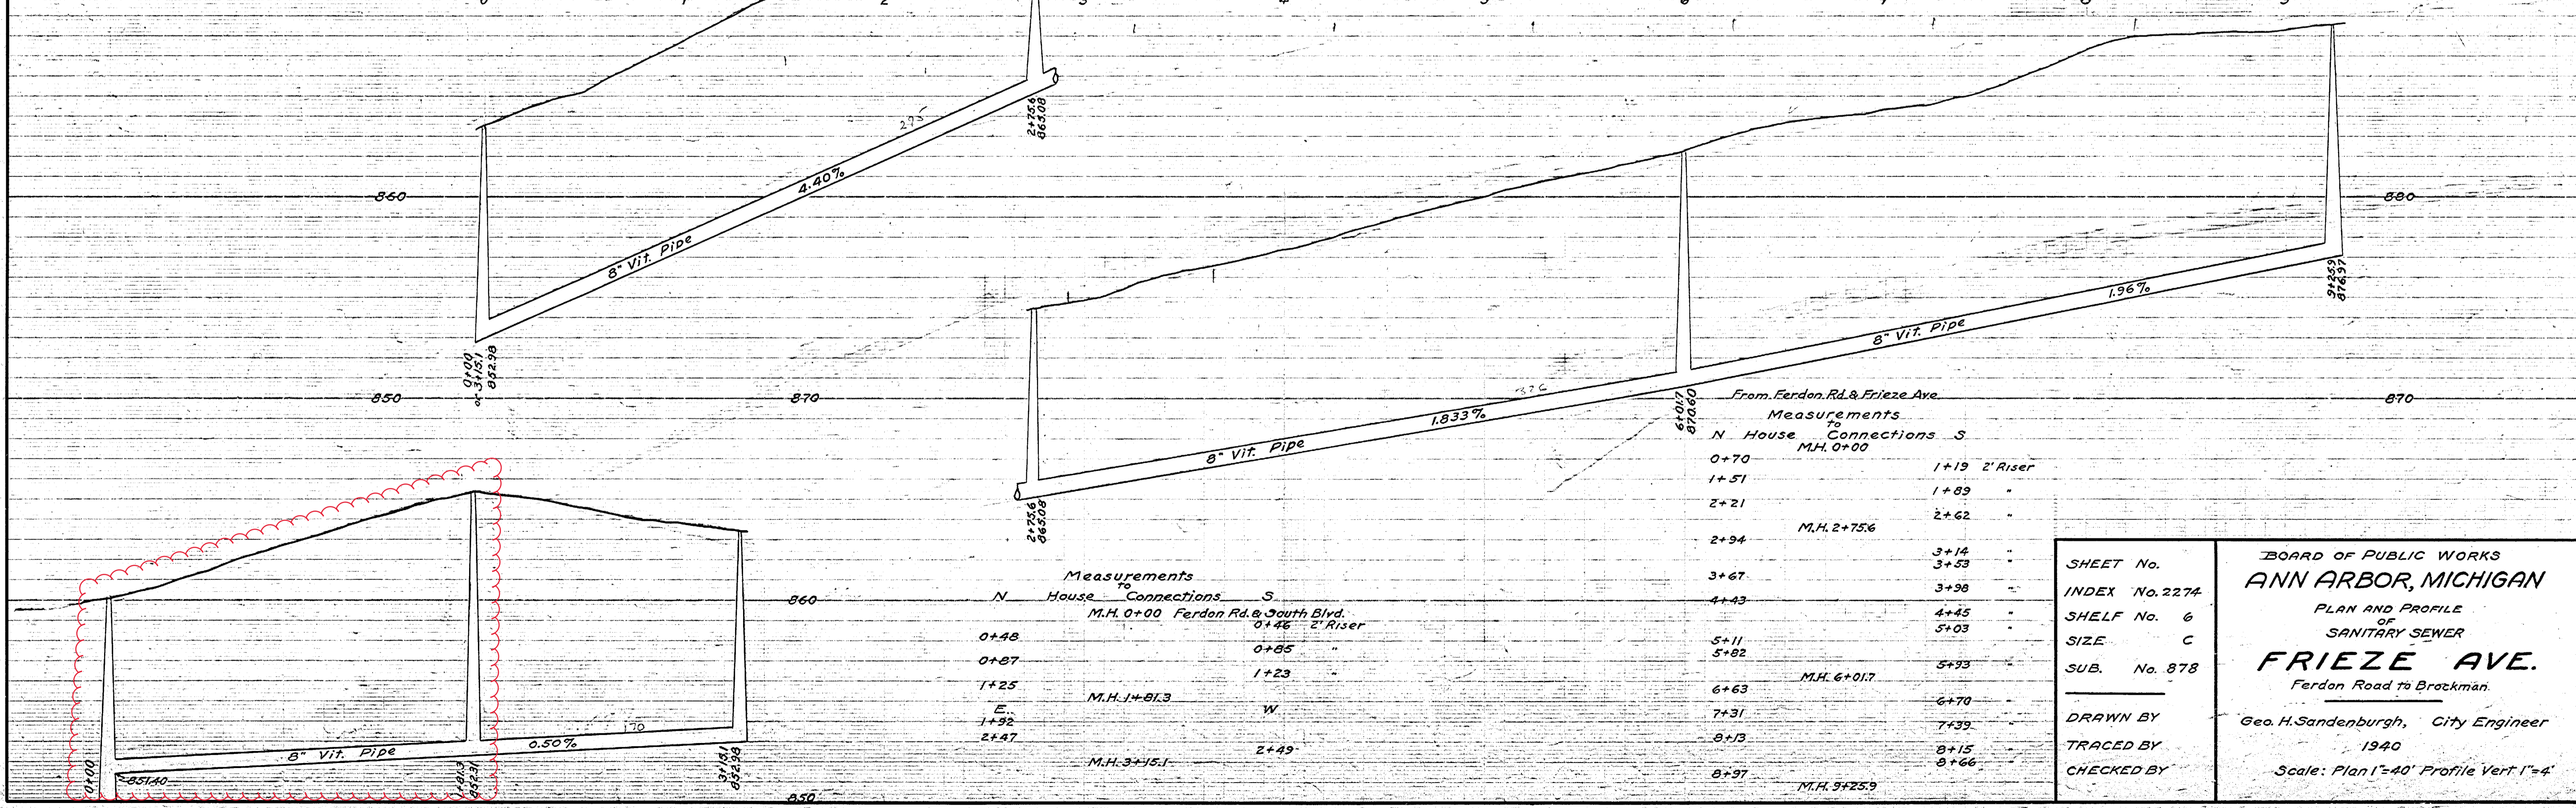 295
2+75.6
865.08
4.40%
8" Vit. Pipe
860
880
0+00
or 3+15.1
852.98
850
870
870
9+25.9
876.97
1.96%
8" Vit. Pipe
326
1.833%
8" Vit. Pipe
6+01.7
870.60
2+75.6
865.08
From Ferdon Rd. & Frieze Ave.
Measurements
to
N House Connections S
M.H. 0+00
0+70
1+19 2' Riser
1+51
1+89 "
2+21
2+62 "
M.H. 2+75.6
2+94
3+14 "
3+53 "
3+67
3+98 "
4+43
4+45 "
5+03 "
5+11
5+82
5+93 "
M.H. 6+01.7
6+63
6+70 "
7+31
7+39 "
8+13
8+15 "
8+66 "
8+97
M.H. 9+25.9
860
Measurements
to
N House Connections S
M.H. 0+00 Ferdon Rd. & South Blvd.
0+46 2' Riser
0+48
0+85 "
0+87
1+23 "
1+25
M.H. 1+81.3
E. W
1+92
2+47
2+49
M.H. 3+15.1
8" Vit. Pipe
0.50%
170
0+00
851.40
1+81.3
852.31
3+15.1
852.98
850
SHEET No.
INDEX No. 2274
SHELF No. 6
SIZE C
SUB. No. 878
DRAWN BY
TRACED BY
CHECKED BY
BOARD OF PUBLIC WORKS
ANN ARBOR, MICHIGAN
PLAN AND PROFILE
OF
SANITARY SEWER
FRIEZE AVE.
Ferdon Road to Brockman.
Geo. H. Sandenburgh, City Engineer
1940
Scale: Plan 1"=40' Profile Vert 1"=4'